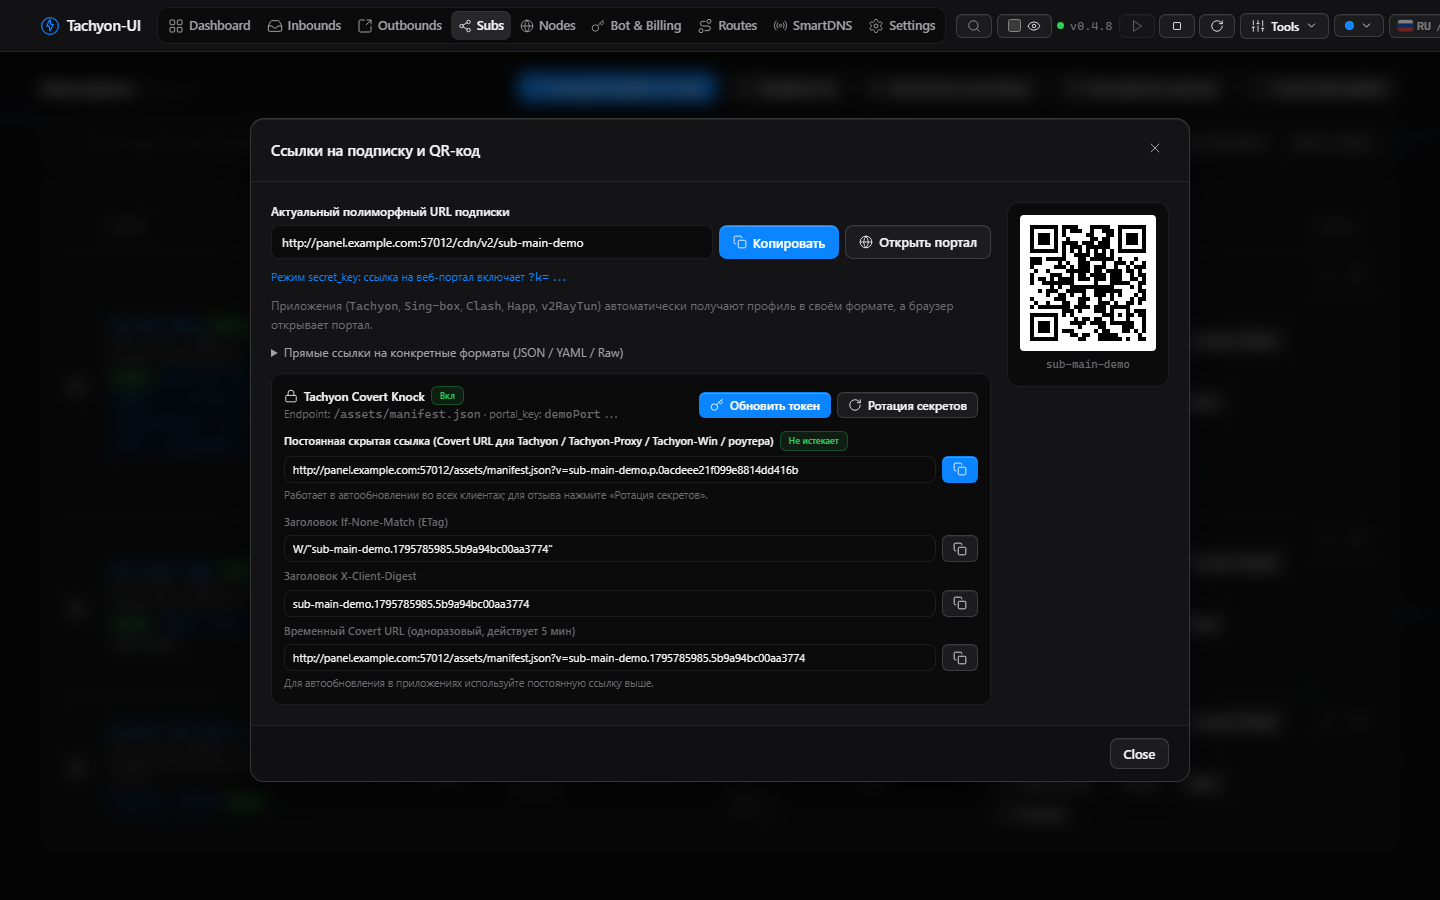 Tachyon-UI Dashboard Inbounds Outbounds Subs Nodes Bot & Billing Routes SmartDNS Settings v0.4.8 Tools RU
Ссылки на подписку и QR-код
Актуальный полиморфный URL подписки
http://panel.example.com:57012/cdn/v2/sub-main-demo Копировать Открыть портал
Режим secret_key: ссылка на веб-портал включает ?k= ...
Приложения (Tachyon, Sing-box, Clash, Happ, v2RayTun) автоматически получают профиль в своём формате, а браузер
открывает портал.
sub-main-demo
Прямые ссылки на конкретные форматы (JSON / YAML / Raw)
Tachyon Covert Knock Вкл
Endpoint: /assets/manifest.json · portal_key: demoPort ...
Обновить токен Ротация секретов
Постоянная скрытая ссылка (Covert URL для Tachyon / Tachyon-Proxy / Tachyon-Win / роутера) Не истекает
http://panel.example.com:57012/assets/manifest.json?v=sub-main-demo.p.0acdeee21f099e8814dd416b
Работает в автообновлении во всех клиентах; для отзыва нажмите «Ротация секретов».
Заголовок If-None-Match (ETag)
W/"sub-main-demo.1795785985.5b9a94bc00aa3774"
Заголовок X-Client-Digest
sub-main-demo.1795785985.5b9a94bc00aa3774
Временный Covert URL (одноразовый, действует 5 мин)
http://panel.example.com:57012/assets/manifest.json?v=sub-main-demo.1795785985.5b9a94bc00aa3774
Для автообновления в приложениях используйте постоянную ссылку выше.
Close